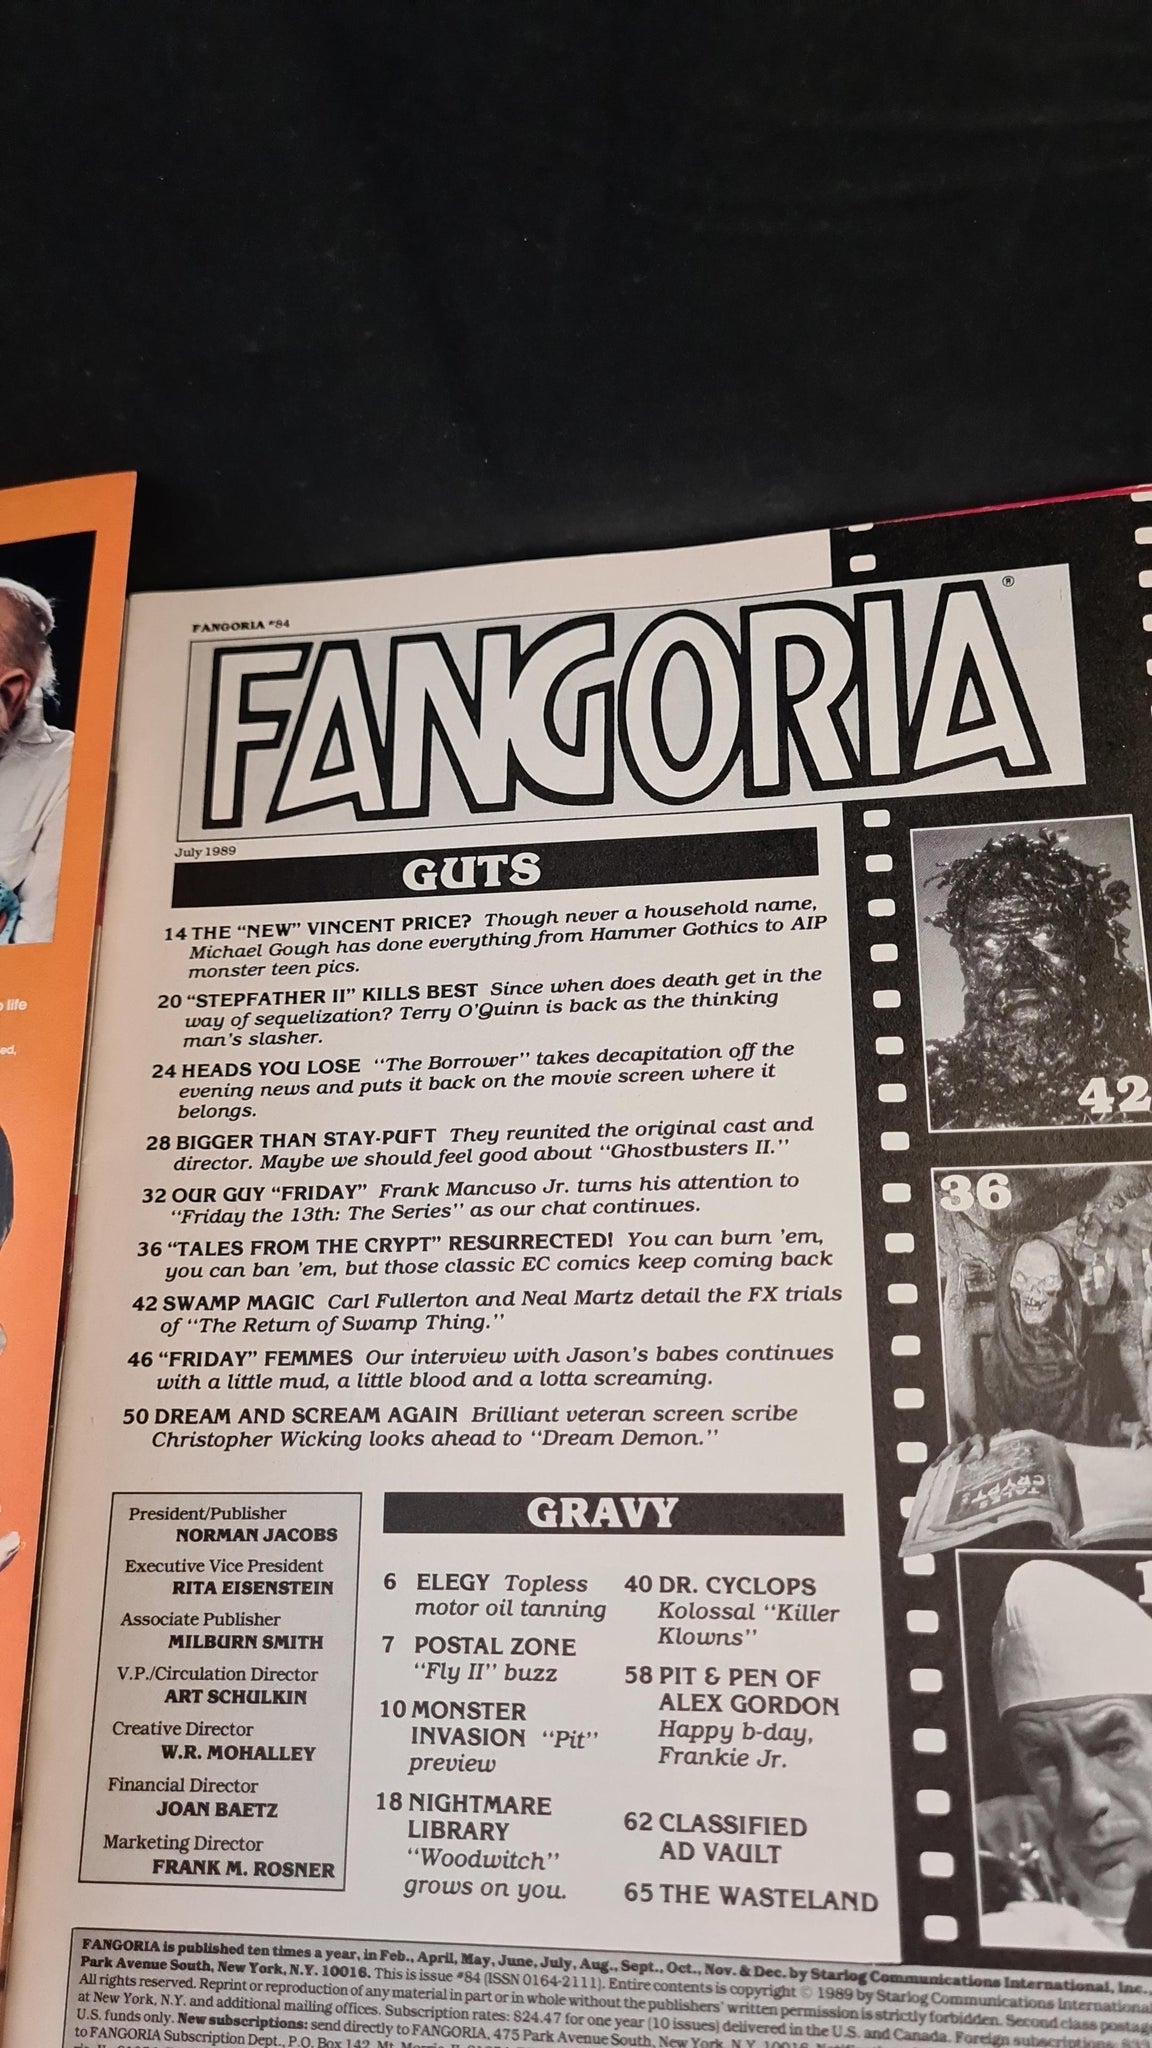 life
ed,
FANGORIA #84
FANGORIA®
July 1989
GUTS
14 THE "NEW" VINCENT PRICE? Though never a household name,
Michael Gough has done everything from Hammer Gothics to AIP
monster teen pics.
20 "STEPFATHER II" KILLS BEST Since when does death get in the
way of sequelization? Terry O'Quinn is back as the thinking
man's slasher.
24 HEADS YOU LOSE "The Borrower" takes decapitation off the
evening news and puts it back on the movie screen where it
belongs.
28 BIGGER THAN STAY-PUFT They reunited the original cast and
director. Maybe we should feel good about "Ghostbusters II."
32 OUR GUY "FRIDAY" Frank Mancuso Jr. turns his attention to
"Friday the 13th: The Series" as our chat continues.
36 "TALES FROM THE CRYPT" RESURRECTED! You can burn 'em,
you can ban 'em, but those classic EC comics keep coming back
42 SWAMP MAGIC Carl Fullerton and Neal Martz detail the FX trials
of "The Return of Swamp Thing."
46 "FRIDAY" FEMMES Our interview with Jason's babes continues
with a little mud, a little blood and a lotta screaming.
50 DREAM AND SCREAM AGAIN Brilliant veteran screen scribe
Christopher Wicking looks ahead to "Dream Demon."
42
36
President/Publisher
NORMAN JACOBS
Executive Vice President
RITA EISENSTEIN
Associate Publisher
MILBURN SMITH
V.P./Circulation Director
ART SCHULKIN
Creative Director
W.R. MOHALLEY
Financial Director
JOAN BAETZ
Marketing Director
FRANK M. ROSNER
GRAVY
6 ELEGY Topless
motor oil tanning
7 POSTAL ZONE
"Fly II" buzz
10 MONSTER
INVASION "Pit"
preview
18 NIGHTMARE
LIBRARY
"Woodwitch"
grows on you.
40 DR. CYCLOPS
Kolossal "Killer
Klowns"
58 PIT & PEN OF
ALEX GORDON
Happy b-day,
Frankie Jr.
62 CLASSIFIED
AD VAULT
65 THE WASTELAND
FANGORIA is published ten times a year, in Feb., April, May, June, July, Aug., Sept., Oct., Nov. & Dec. by Starlog Communications International, Inc.,
Park Avenue South, New York, N.Y. 10016. This is issue #84 (ISSN 0164-2111). Entire contents is copyright © 1989 by Starlog Communications International
All rights reserved. Reprint or reproduction of any material in part or in whole without the publishers' written permission is strictly forbidden. Second class postage
at New York, N.Y. and additional mailing offices. Subscription rates: $24.47 for one year (10 issues) delivered in the U.S. and Canada. Foreign subscriptions
U.S. funds only. New subscriptions: send directly to FANGORIA, 475 Park Avenue South, New York, N.Y. 10016.
to FANGORIA Subscription Dept., P.O. Box 142, Mt. Morris, IL